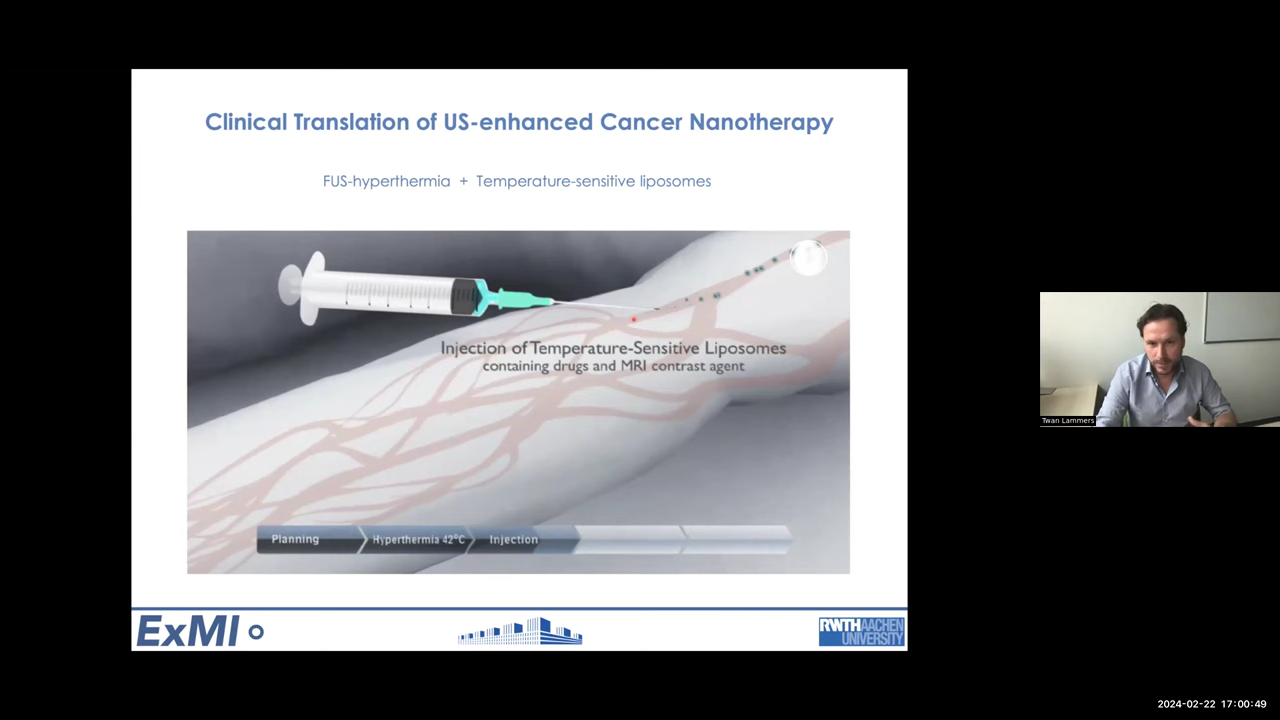 Clinical Translation of US-enhanced Cancer Nanotherapy
FUS-hyperthermia + Temperature-sensitive liposomes
Injection of Temperature-Sensitive Liposomes
containing drugs and MRI contrast agent
Planning
Hyperthermia 42°C
Injection
ExMI
RWTHAACHEN
UNIVERSITY
Twan Lammers
2024-02-22 17:00:49